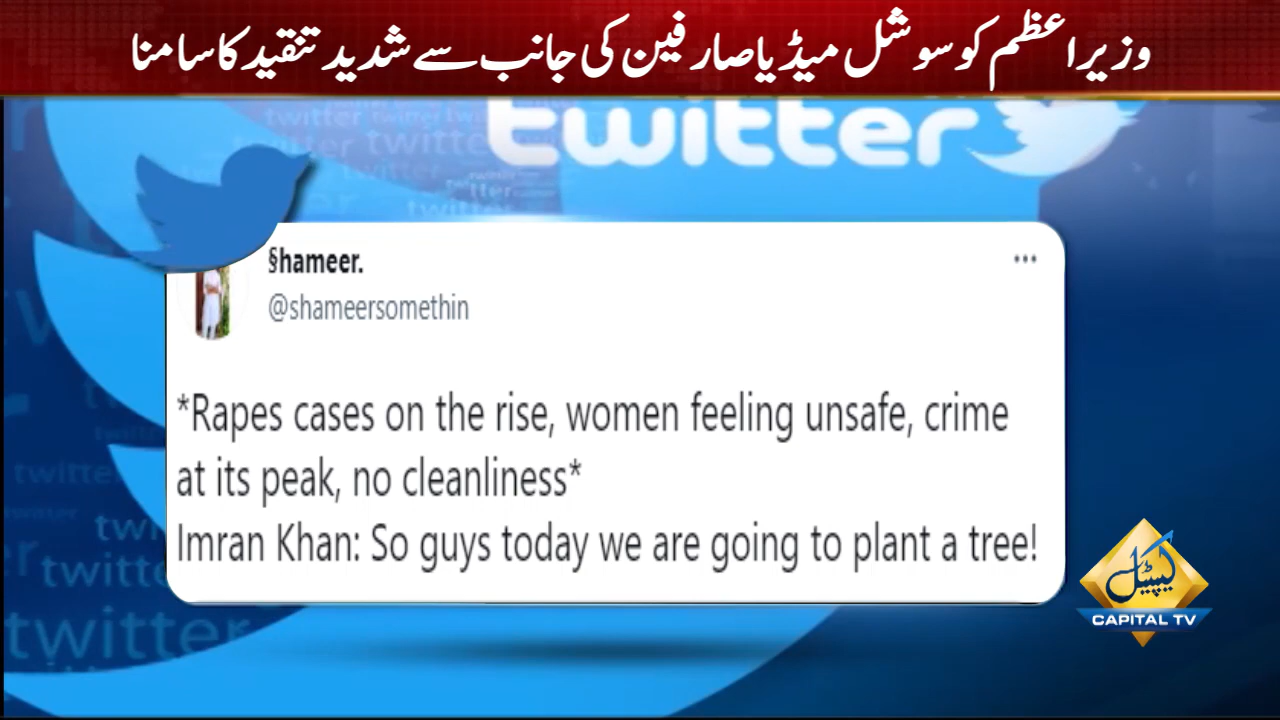 وزیراعظم کو سوشل میڈیا صارفین کی جانب سے شدید تنقید کا سامنا
twitter
§hameer.
@shameersomethin
*Rapes cases on the rise, women feeling unsafe, crime
at its peak, no cleanliness*
Imran Khan: So guys today we are going to plant a tree!
کیپیٹل
CAPITAL TV